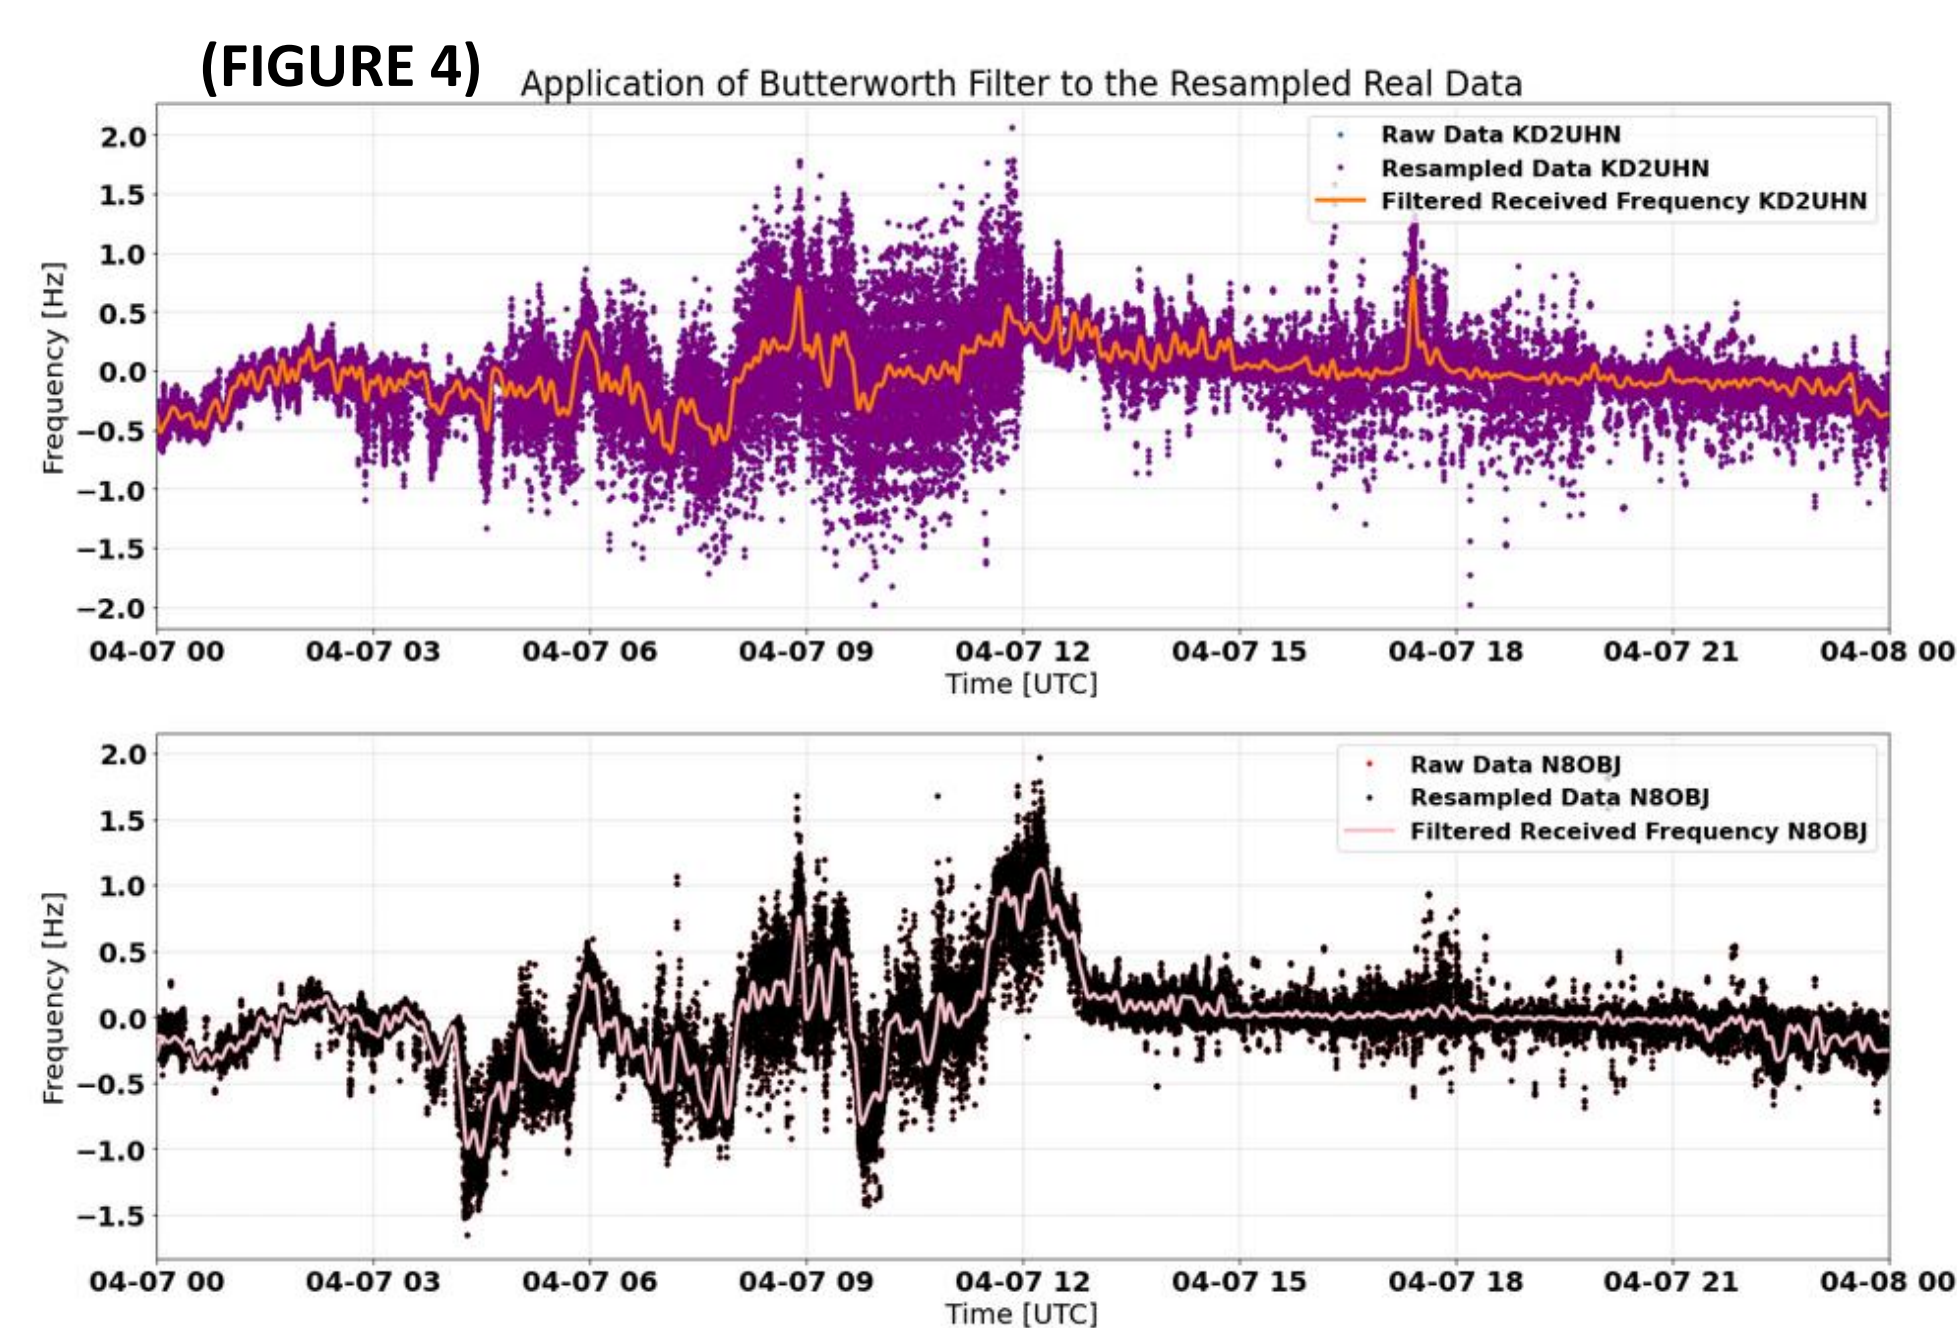 (FIGURE 4)
Application of Butterworth Filter to the Resampled Real Data
Raw Data KD2UHN
Resampled Data KD2UHN
Filtered Received Frequency KD2UHN
Frequency [Hz]
2.0
1.5
1.0
0.5
0.0
−0.5
−1.0
−1.5
−2.0
04-07 00 04-07 03 04-07 06 04-07 09 04-07 12 04-07 15 04-07 18 04-07 21 04-08 00
Time [UTC]
Raw Data N8OBJ
Resampled Data N8OBJ
Filtered Received Frequency N8OBJ
Frequency [Hz]
2.0
1.5
1.0
0.5
0.0
−0.5
−1.0
−1.5
04-07 00 04-07 03 04-07 06 04-07 09 04-07 12 04-07 15 04-07 18 04-07 21 04-08 00
Time [UTC]